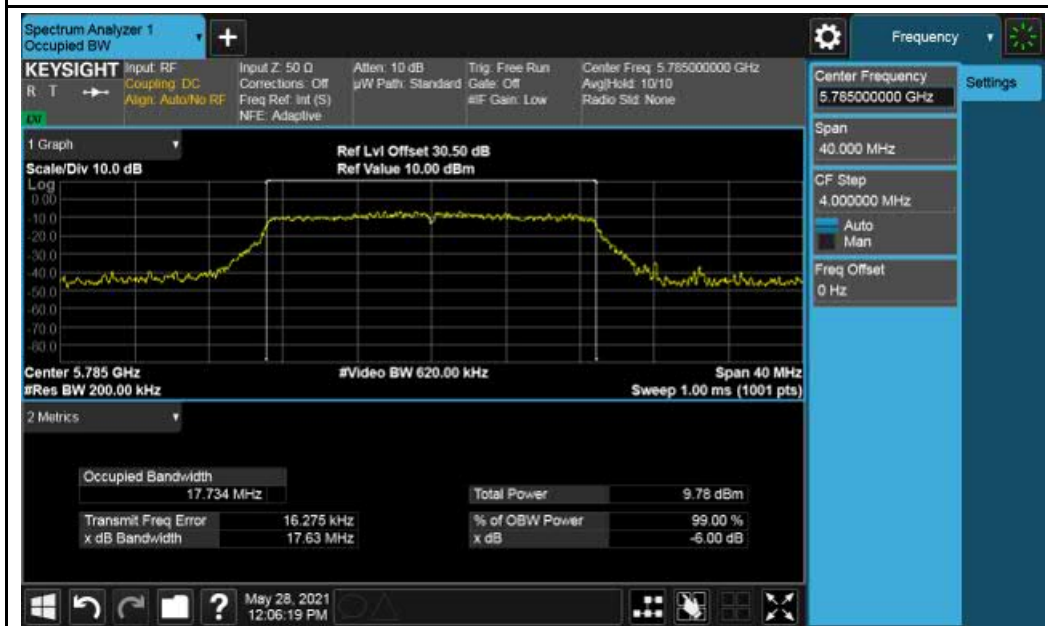 Spectrum Analyzer 1
Occupied BW
+
Frequency
KEYSIGHT
R T
Input: RF
Coupling: DC
Align: Auto/No RF
Input Z: 50 Ω
Corrections: Off
Freq Ref: Int (S)
NFE: Adaptive
Atten: 10 dB
µW Path: Standard
Trig: Free Run
Gate: Off
#IF Gain: Low
Center Freq: 5.785000000 GHz
Avg|Hold: 10/10
Radio Std: None
Center Frequency
5.785000000 GHz
Settings
Span
40.000 MHz
CF Step
4.000000 MHz
Auto
Man
Freq Offset
0 Hz
1 Graph
Scale/Div 10.0 dB
Ref Lvl Offset 30.50 dB
Ref Value 10.00 dBm
Log
0.00
-10.0
-20.0
-30.0
-40.0
-50.0
-60.0
-70.0
-80.0
Center 5.785 GHz
#Video BW 620.00 kHz
Span 40 MHz
#Res BW 200.00 kHz
Sweep 1.00 ms (1001 pts)
2 Metrics
Occupied Bandwidth
17.734 MHz
Total Power 9.78 dBm
Transmit Freq Error 16.275 kHz
% of OBW Power 99.00 %
x dB Bandwidth 17.63 MHz
x dB -6.00 dB
?
May 28, 2021
12:06:19 PM